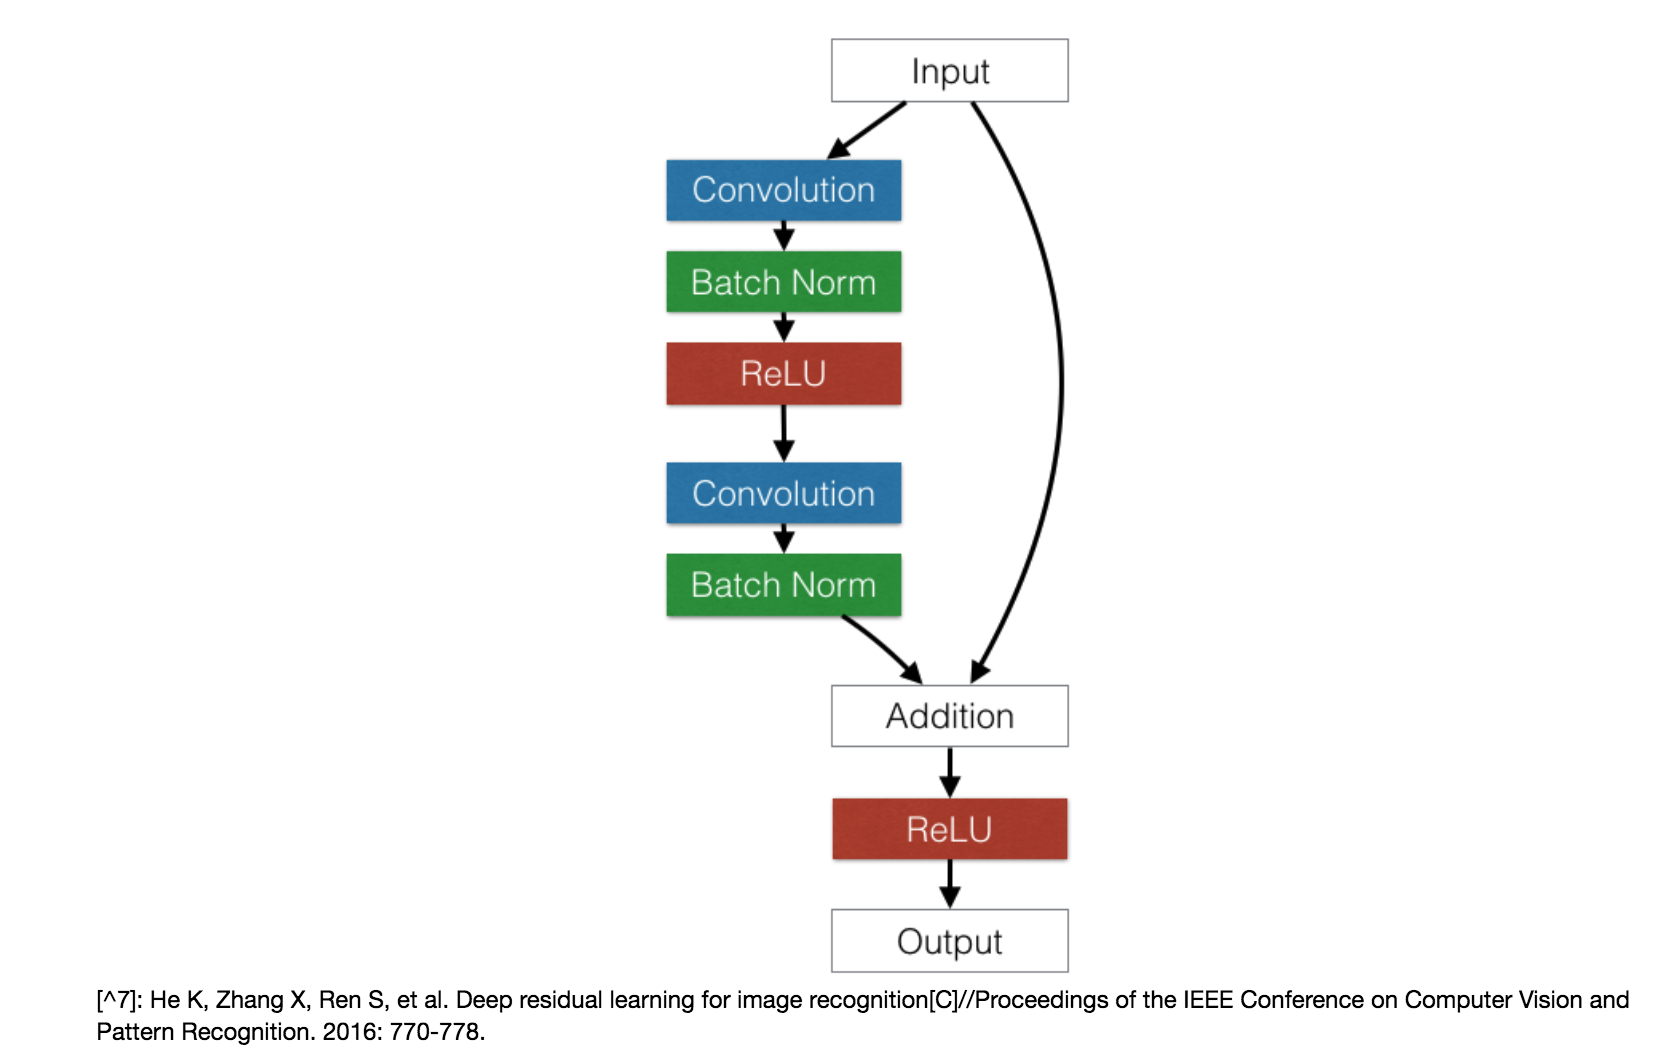 Input
Convolution
Batch Norm
ReLU
Convolution
Batch Norm
Addition
ReLU
Output
[^7]: He K, Zhang X, Ren S, et al. Deep residual learning for image recognition[C]//Proceedings of the IEEE Conference on Computer Vision and
Pattern Recognition. 2016: 770-778.